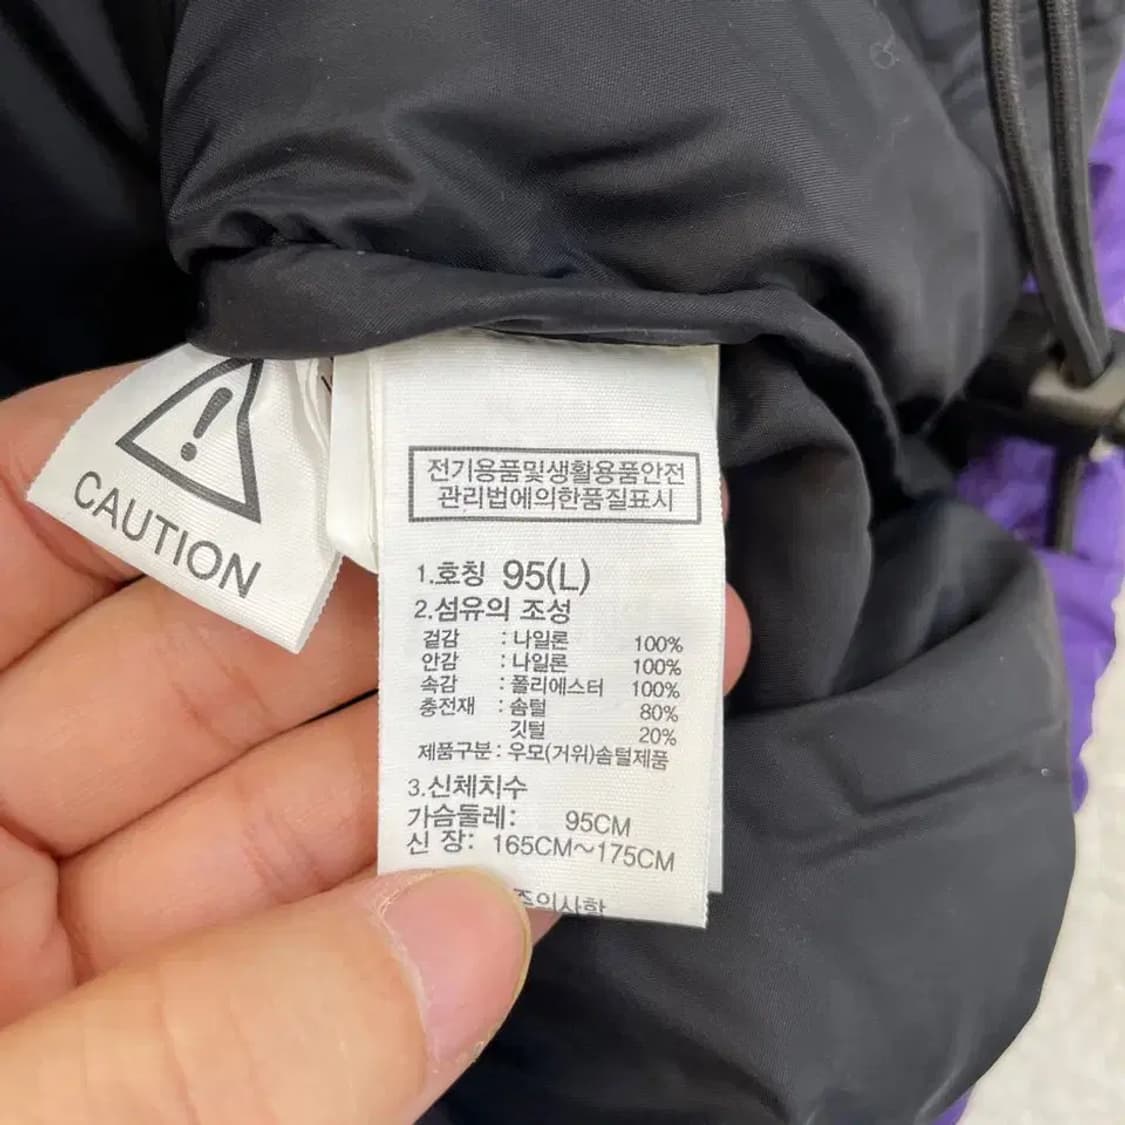 CAUTION
전기용품및생활용품안전
관리법에의한품질표시
1.호칭 95(L)
2.섬유의 조성
겉감 : 나일론 100%
안감 : 나일론 100%
속감 : 폴리에스터 100%
충전재 : 솜털 80%
깃털 20%
제품구분 : 우모(거위)솜털제품
3.신체치수
가슴둘레: 95CM
신 장: 165CM~175CM
주의사항